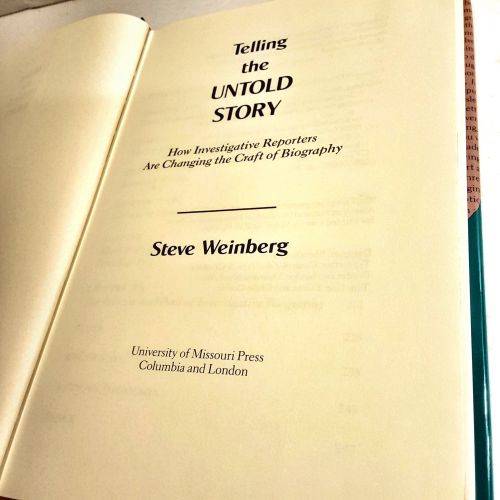 Telling
the
UNTOLD
STORY
How Investigative Reporters
Are Changing the Craft of Biography
Steve Weinberg
University of Missouri Press
Columbia and London